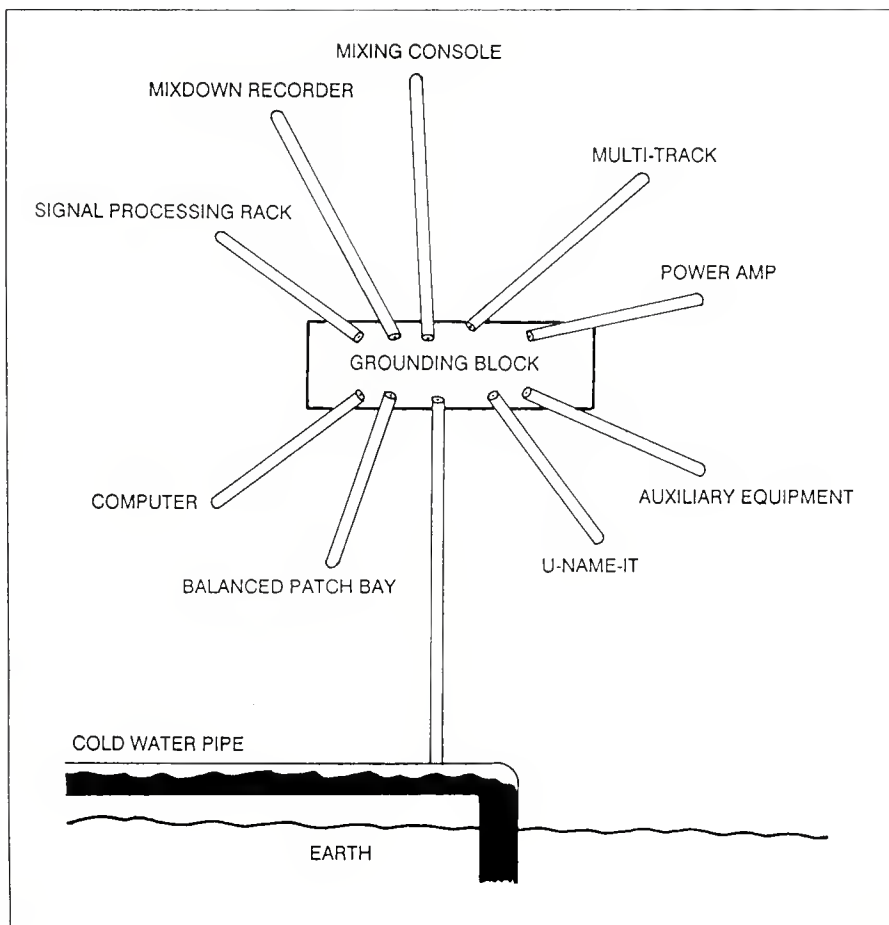 MIXING CONSOLE
MIXDOWN RECORDER
MULTI-TRACK
SIGNAL PROCESSING RACK
POWER AMP
GROUNDING BLOCK
COMPUTER
AUXILIARY EQUIPMENT
U-NAME-IT
BALANCED PATCH BAY
COLD WATER PIPE
EARTH